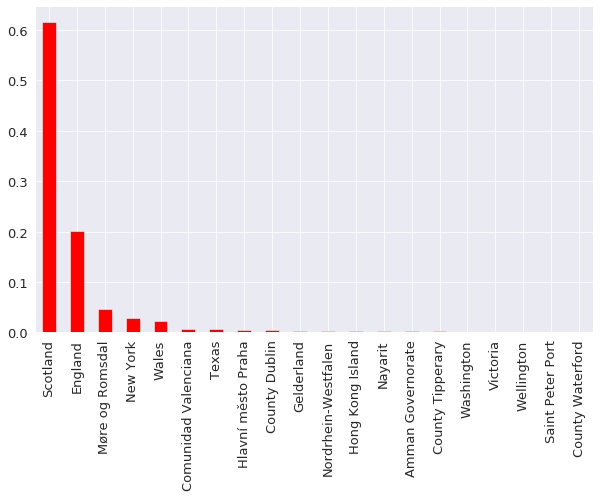 0.6
0.5
0.4
0.3
0.2
0.1
0.0
Scotland
England
Møre og Romsdal
New York
Wales
Comunidad Valenciana
Texas
Hlavní město Praha
County Dublin
Gelderland
Nordrhein-Westfalen
Hong Kong Island
Nayarit
Amman Governorate
County Tipperary
Washington
Victoria
Wellington
Saint Peter Port
County Waterford